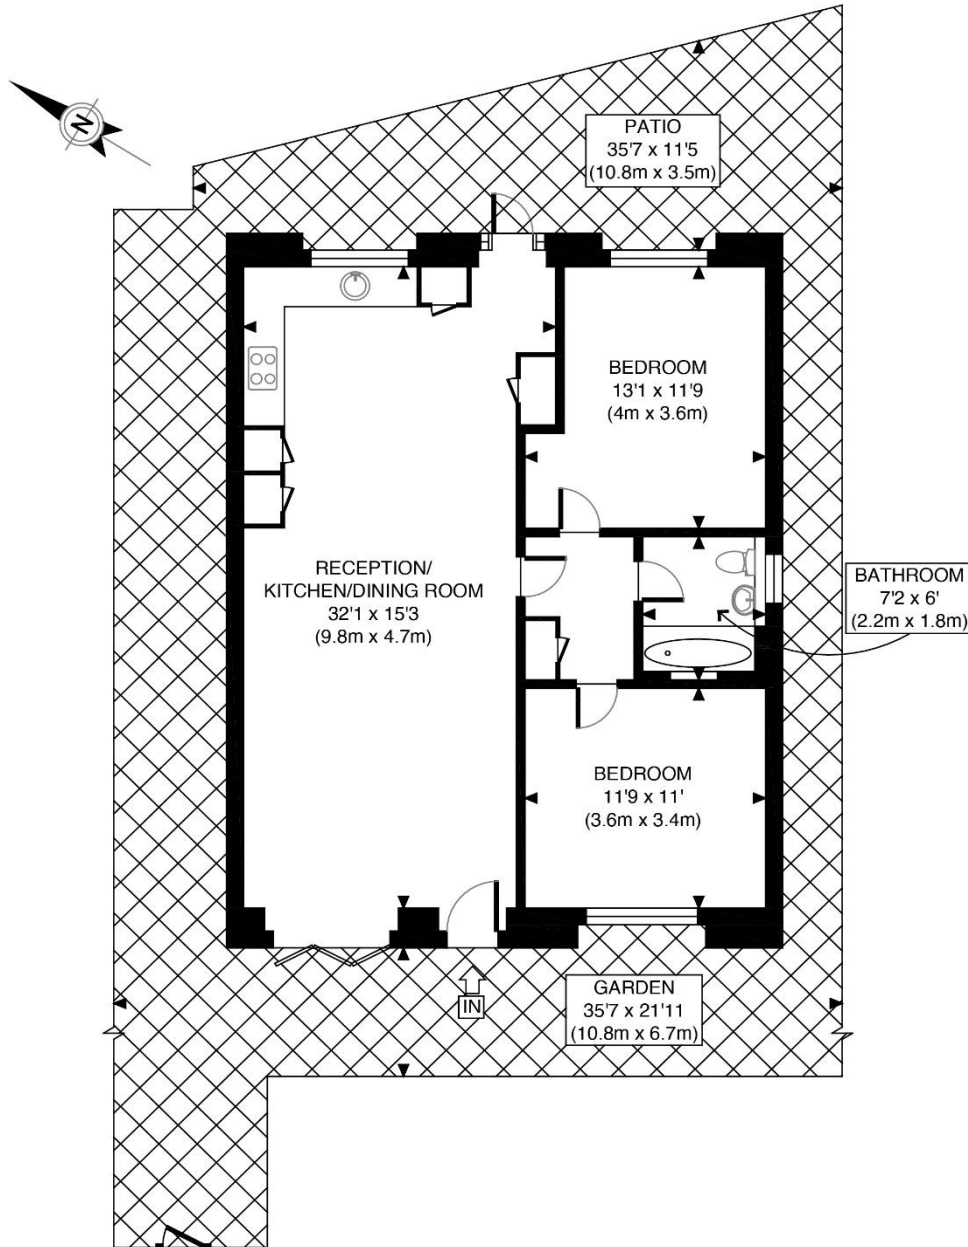 N
PATIO
35'7 x 11'5
(10.8m x 3.5m)
BEDROOM
13'1 x 11'9
(4m x 3.6m)
RECEPTION/
KITCHEN/DINING ROOM
32'1 x 15'3
(9.8m x 4.7m)
BATHROOM
7'2 x 6'
(2.2m x 1.8m)
BEDROOM
11'9 x 11'
(3.6m x 3.4m)
GARDEN
35'7 x 21'11
(10.8m x 6.7m)
IN